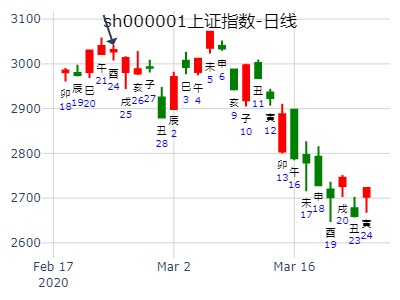 sh000001上证指数-日线
3100
3000
2900
2800
2700
2600
卯 18
辰 19
巳 20
午 21
酉 24
戌 25
亥 26
子 27
丑 28
辰 2
巳 3
午 4
未 5
申 6
亥 9
子 10
丑 11
寅 12
卯 13
午 16
未 17
申 18
酉 19
戌 20
丑 23
寅 24
Feb 17
2020
Mar 2
Mar 16